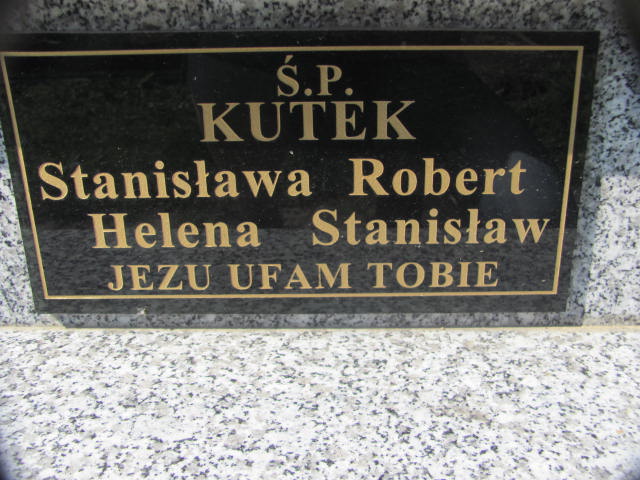 Ś.P.
KUTEK
Stanisława Robert
Helena Stanisław
JEZU UFAM TOBIE